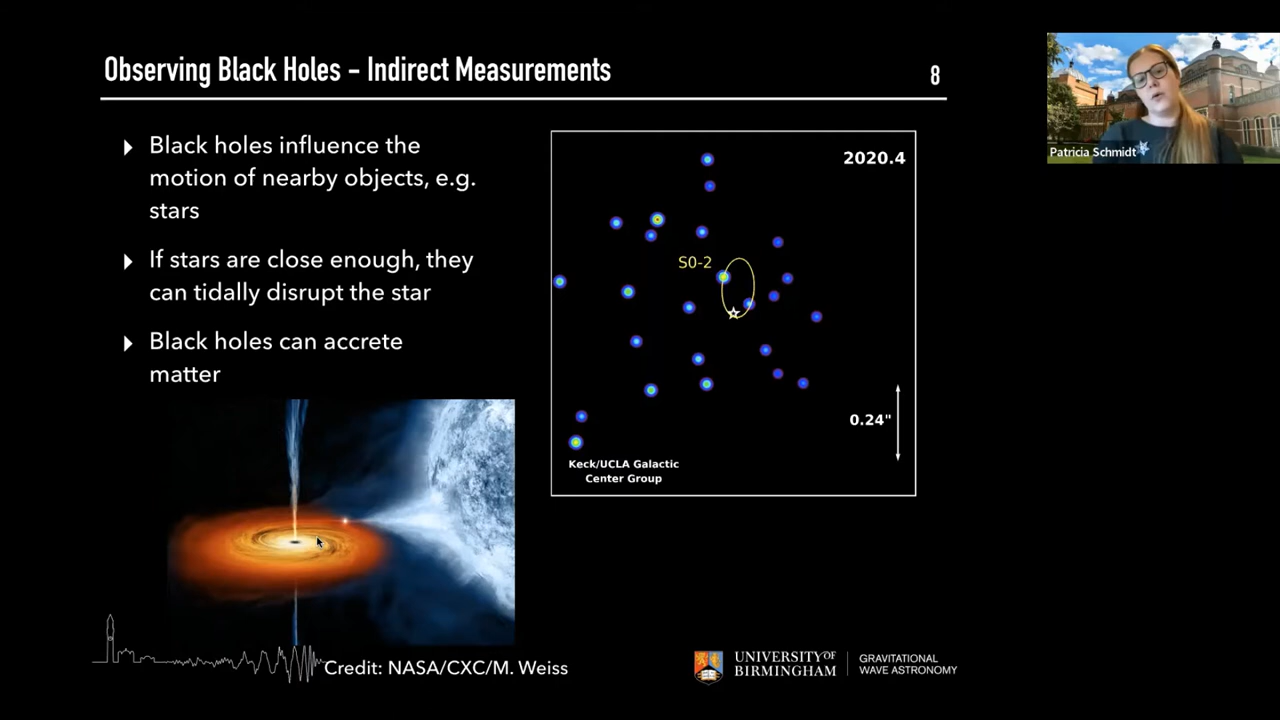 Observing Black Holes – Indirect Measurements
8
Black holes influence the
motion of nearby objects, e.g.
stars
If stars are close enough, they
can tidally disrupt the star
Black holes can accrete
matter
2020.4
S0-2
0.24"
Keck/UCLA Galactic
Center Group
Credit: NASA/CXC/M. Weiss
UNIVERSITY OF
BIRMINGHAM
GRAVITATIONAL
WAVE ASTRONOMY
Patricia Schmidt